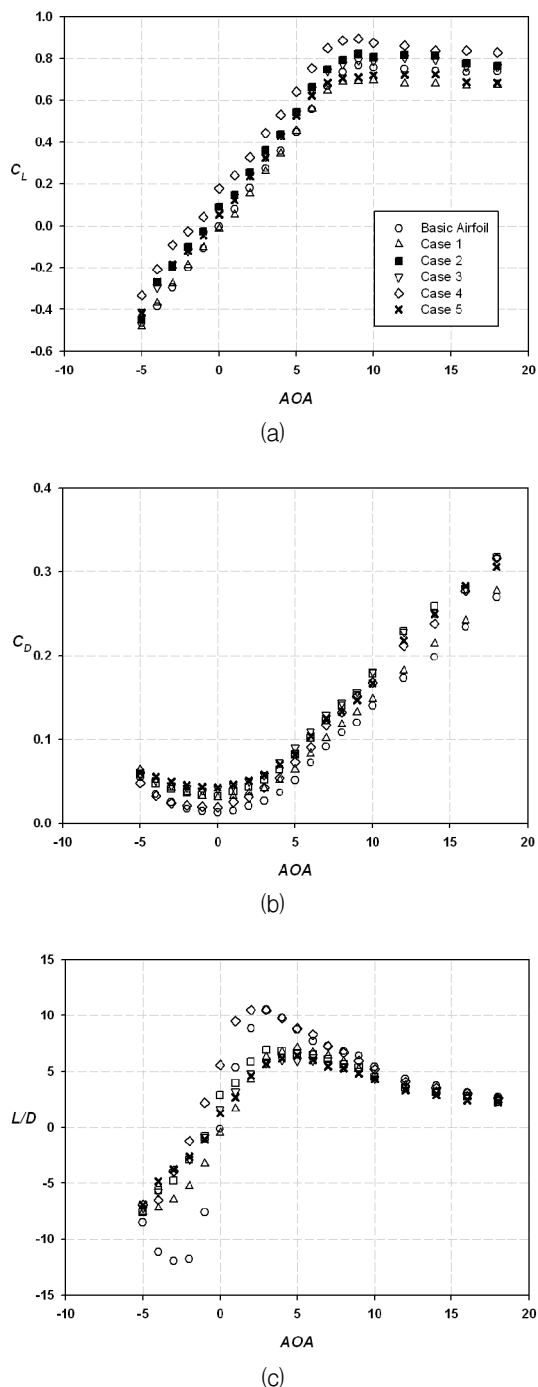 1.0
0.8
0.6
0.4
0.2
0.0
-0.2
-0.4
-0.6
C_L
Basic Airfoil
Case 1
Case 2
Case 3
Case 4
Case 5
-10 -5 0 5 10 15 20
AOA
(a)
0.4
0.3
0.2
0.1
0.0
C_D
-10 -5 0 5 10 15 20
AOA
(b)
15
10
5
0
-5
-10
-15
L/D
-10 -5 0 5 10 15 20
AOA
(c)